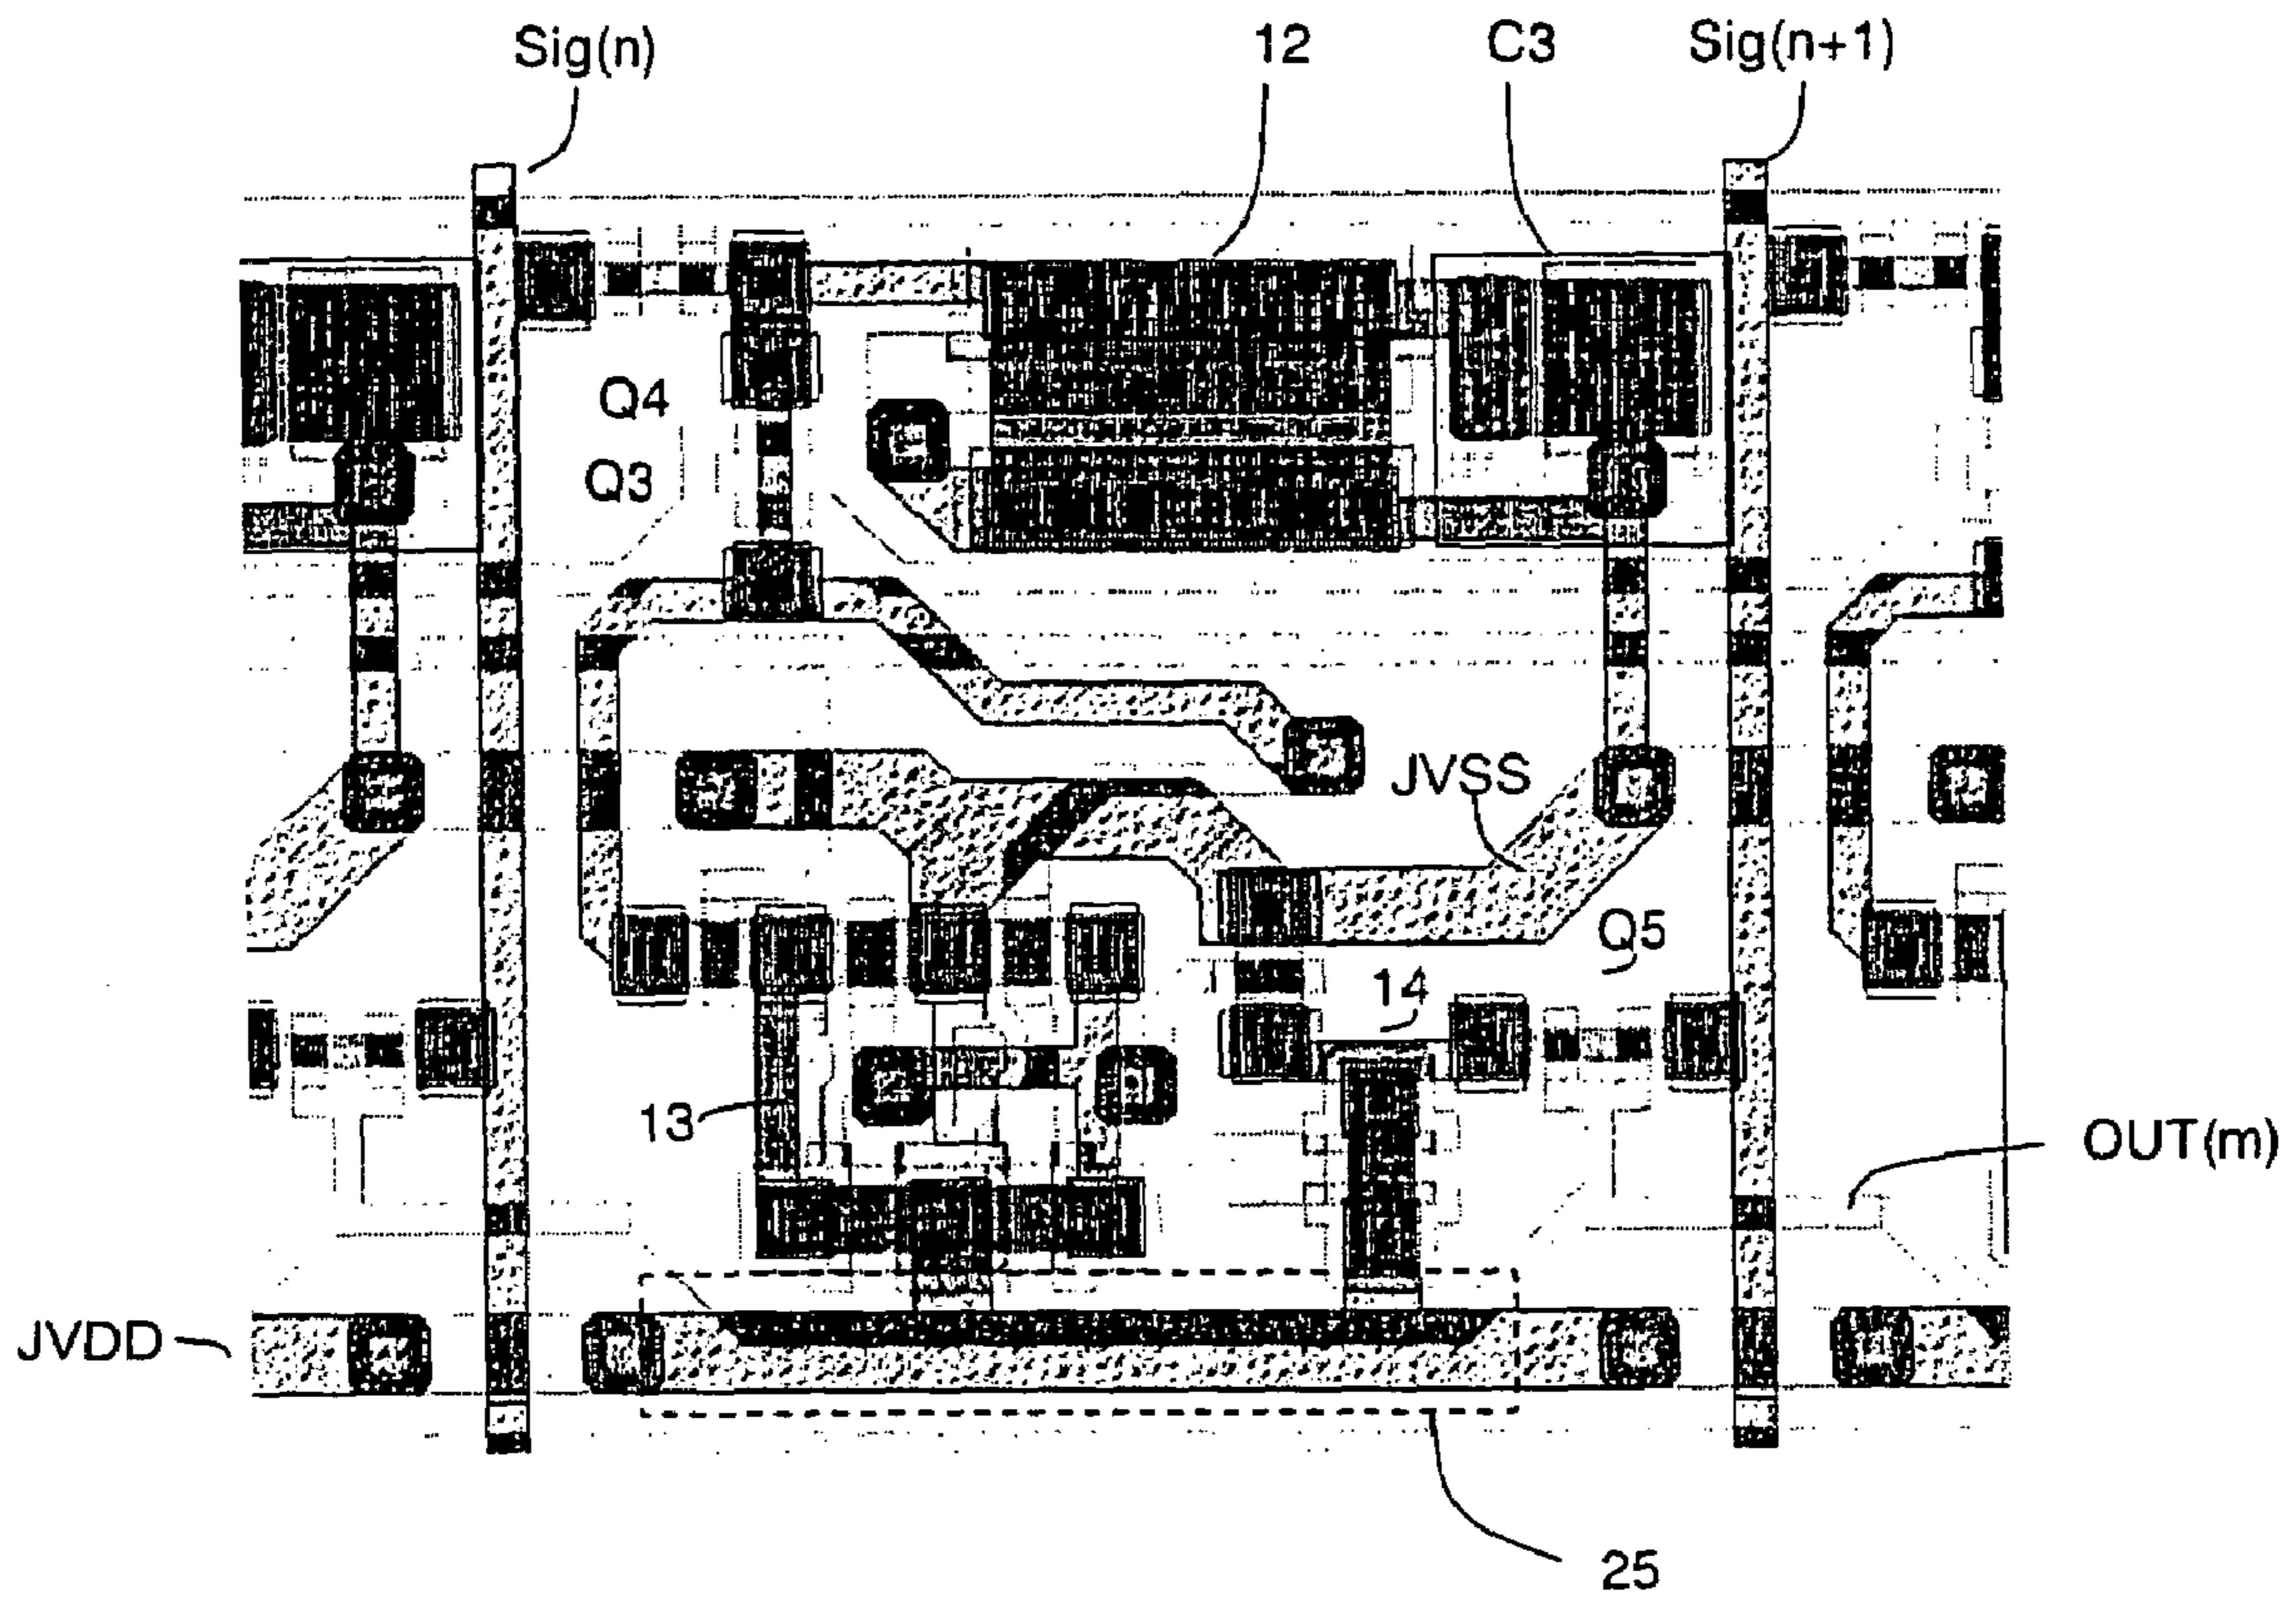 Sig(n)
12
C3
Sig(n+1)
Q4
Q3
JVSS
Q5
14
13
OUT(m)
JVDD
25